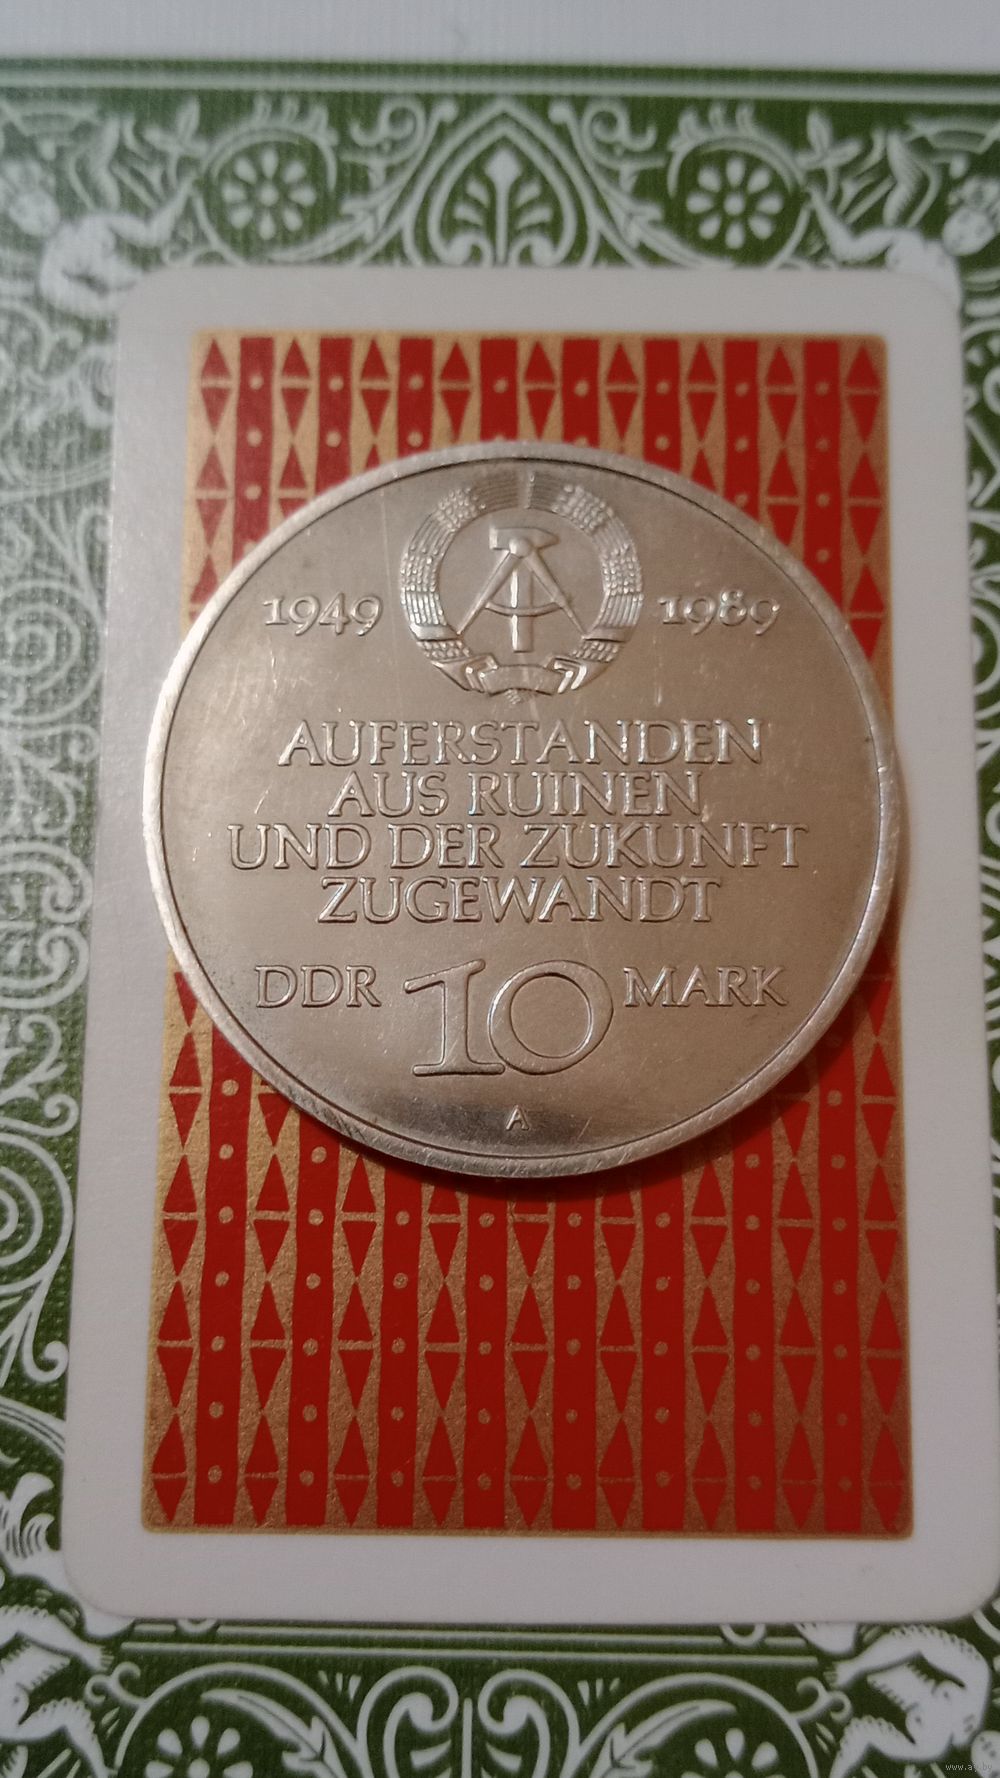 1949 1989
AUFERSTANDEN
AUS RUINEN
UND DER ZUKUNFT
ZUGEWANDT
DDR 10 MARK
A